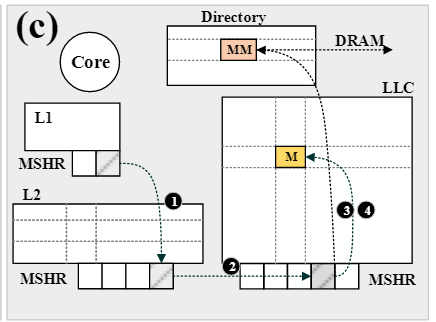 (c)
Directory
Core
MM
DRAM
LLC
L1
MSHR
M
L2
1
3 4
MSHR
2
MSHR